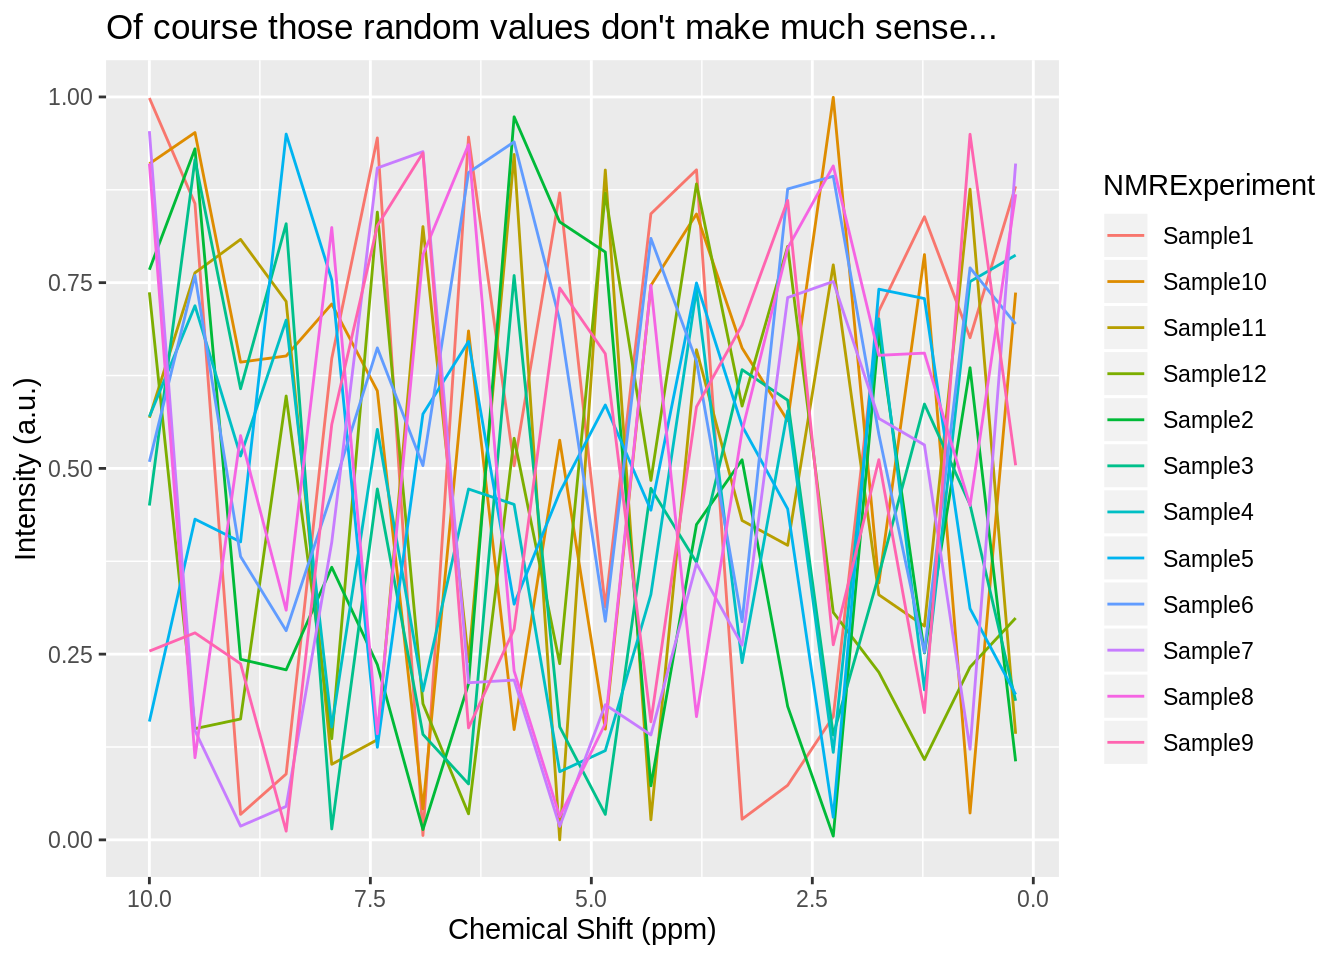 Of course those random values don't make much sense...
1.00
0.75
0.50
0.25
0.00
Intensity (a.u.)
10.0 7.5 5.0 2.5 0.0
Chemical Shift (ppm)
NMRExperiment
Sample1
Sample10
Sample11
Sample12
Sample2
Sample3
Sample4
Sample5
Sample6
Sample7
Sample8
Sample9